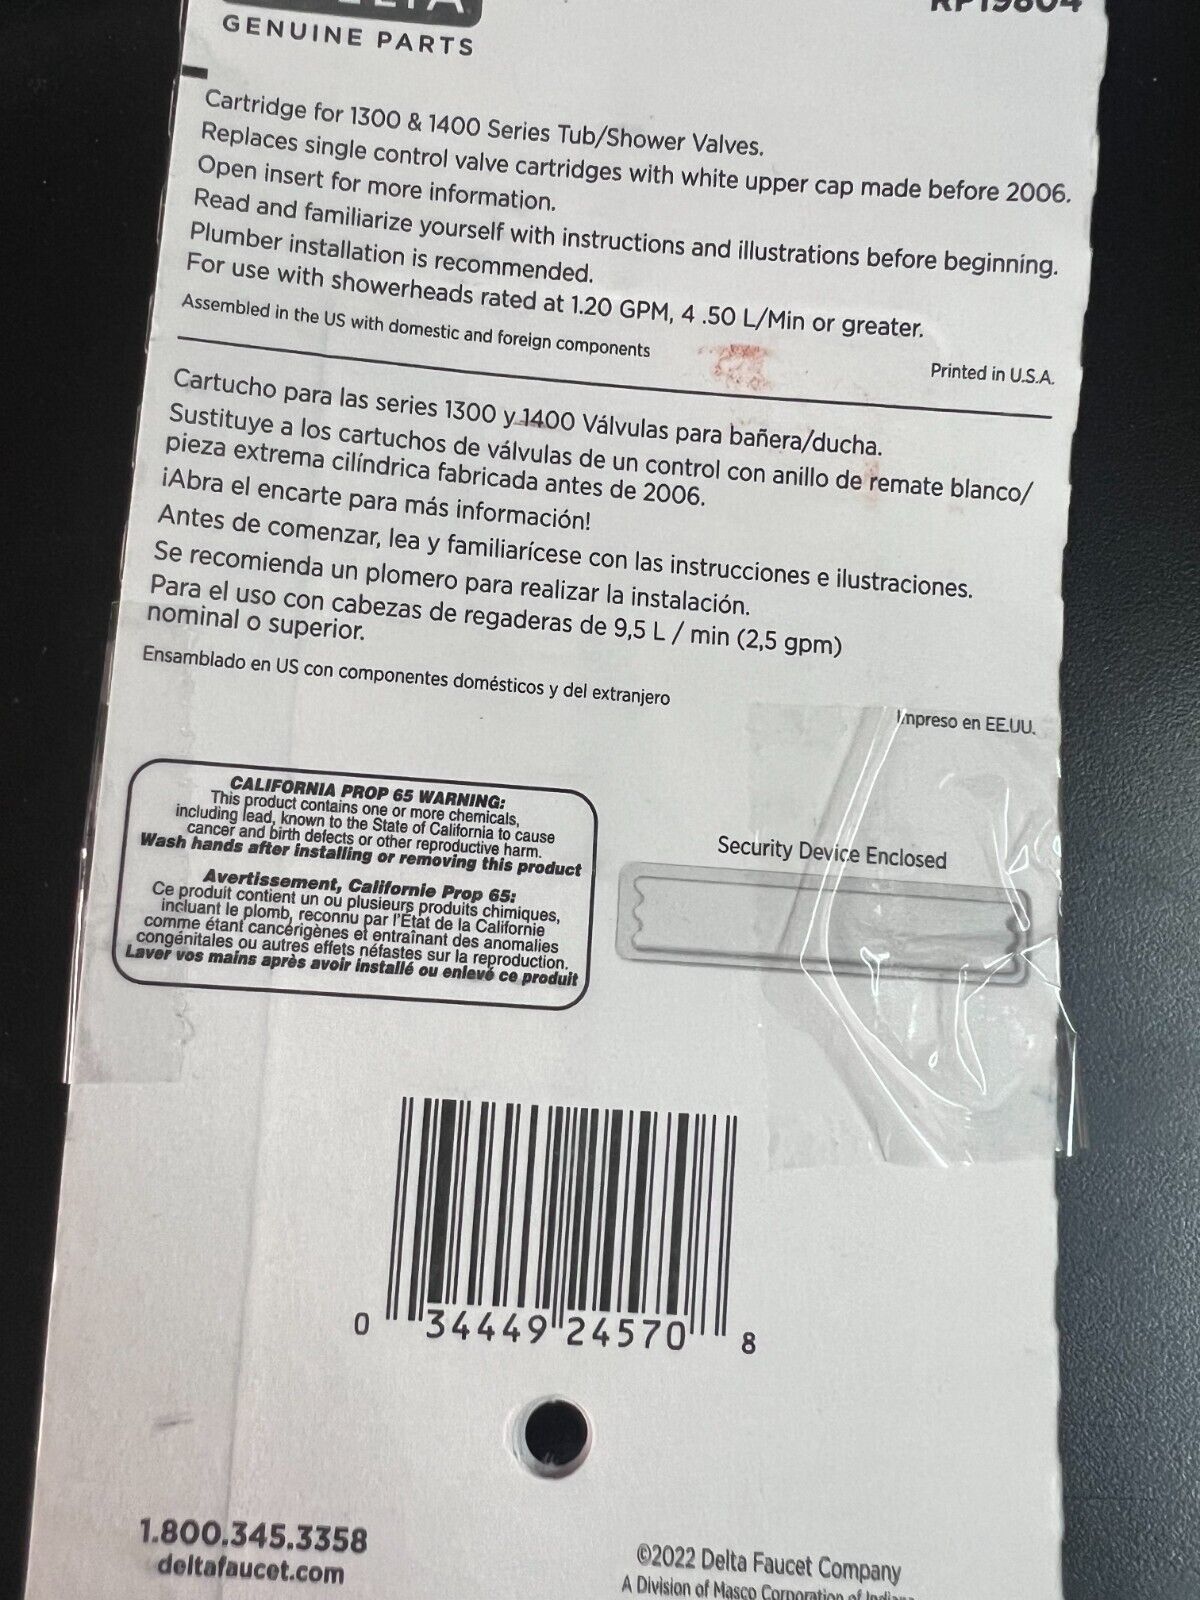 GENUINE PARTS
RP19804
Cartridge for 1300 & 1400 Series Tub/Shower Valves.
Replaces single control valve cartridges with white upper cap made before 2006.
Open insert for more information.
Read and familiarize yourself with instructions and illustrations before beginning.
Plumber installation is recommended.
For use with showerheads rated at 1.20 GPM, 4 .50 L/Min or greater.
Assembled in the US with domestic and foreign components
Printed in U.S.A.
Cartucho para las series 1300 y 1400 Válvulas para bañera/ducha.
Sustituye a los cartuchos de válvulas de un control con anillo de remate blanco/
pieza extrema cilíndrica fabricada antes de 2006.
¡Abra el encarte para más información!
Antes de comenzar, lea y familiarícese con las instrucciones e ilustraciones.
Se recomienda un plomero para realizar la instalación.
Para el uso con cabezas de regaderas de 9,5 L / min (2,5 gpm)
nominal o superior.
Ensamblado en US con componentes domésticos y del extranjero
Impreso en EE.UU.
CALIFORNIA PROP 65 WARNING:
This product contains one or more chemicals,
including lead, known to the State of California to cause
cancer and birth defects or other reproductive harm.
Wash hands after installing or removing this product
Avertissement, Californie Prop 65:
Ce produit contient un ou plusieurs produits chimiques,
incluant le plomb, reconnu par l'État de la Californie
comme étant cancérigènes et entraînant des anomalies
congénitales ou autres effets néfastes sur la reproduction.
Laver vos mains après avoir installé ou enlevé ce produit
Security Device Enclosed
0 34449 24570 8
1.800.345.3358
deltafaucet.com
©2022 Delta Faucet Company
A Division of Masco Corporation of